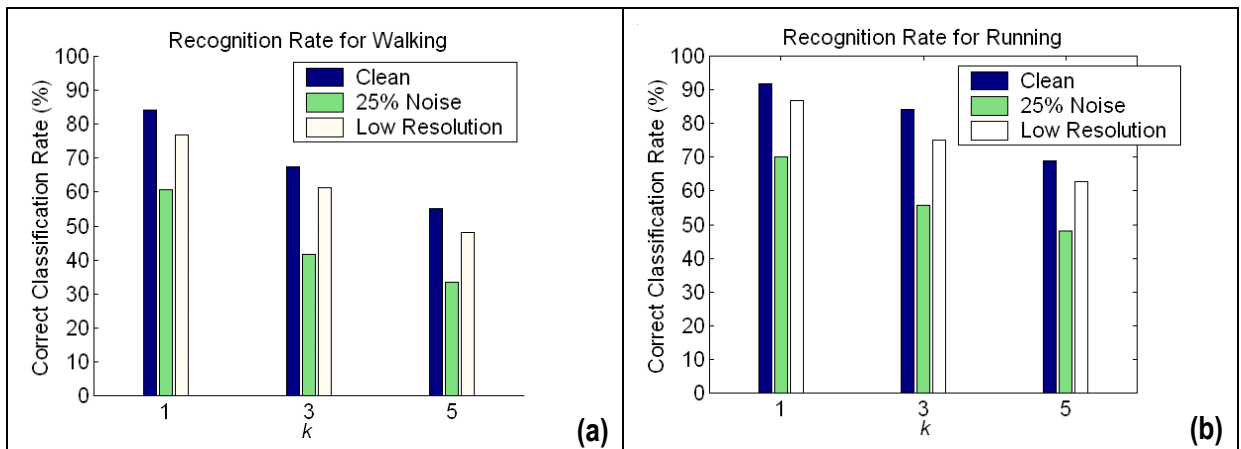 Recognition Rate for Walking
100
90
80
70
60
50
40
30
20
10
0
Correct Classification Rate (%)
Clean
25% Noise
Low Resolution
1 3 5
k
(a)
Recognition Rate for Running
100
90
80
70
60
50
40
30
20
10
0
Correct Classification Rate (%)
Clean
25% Noise
Low Resolution
1 3 5
k
(b)